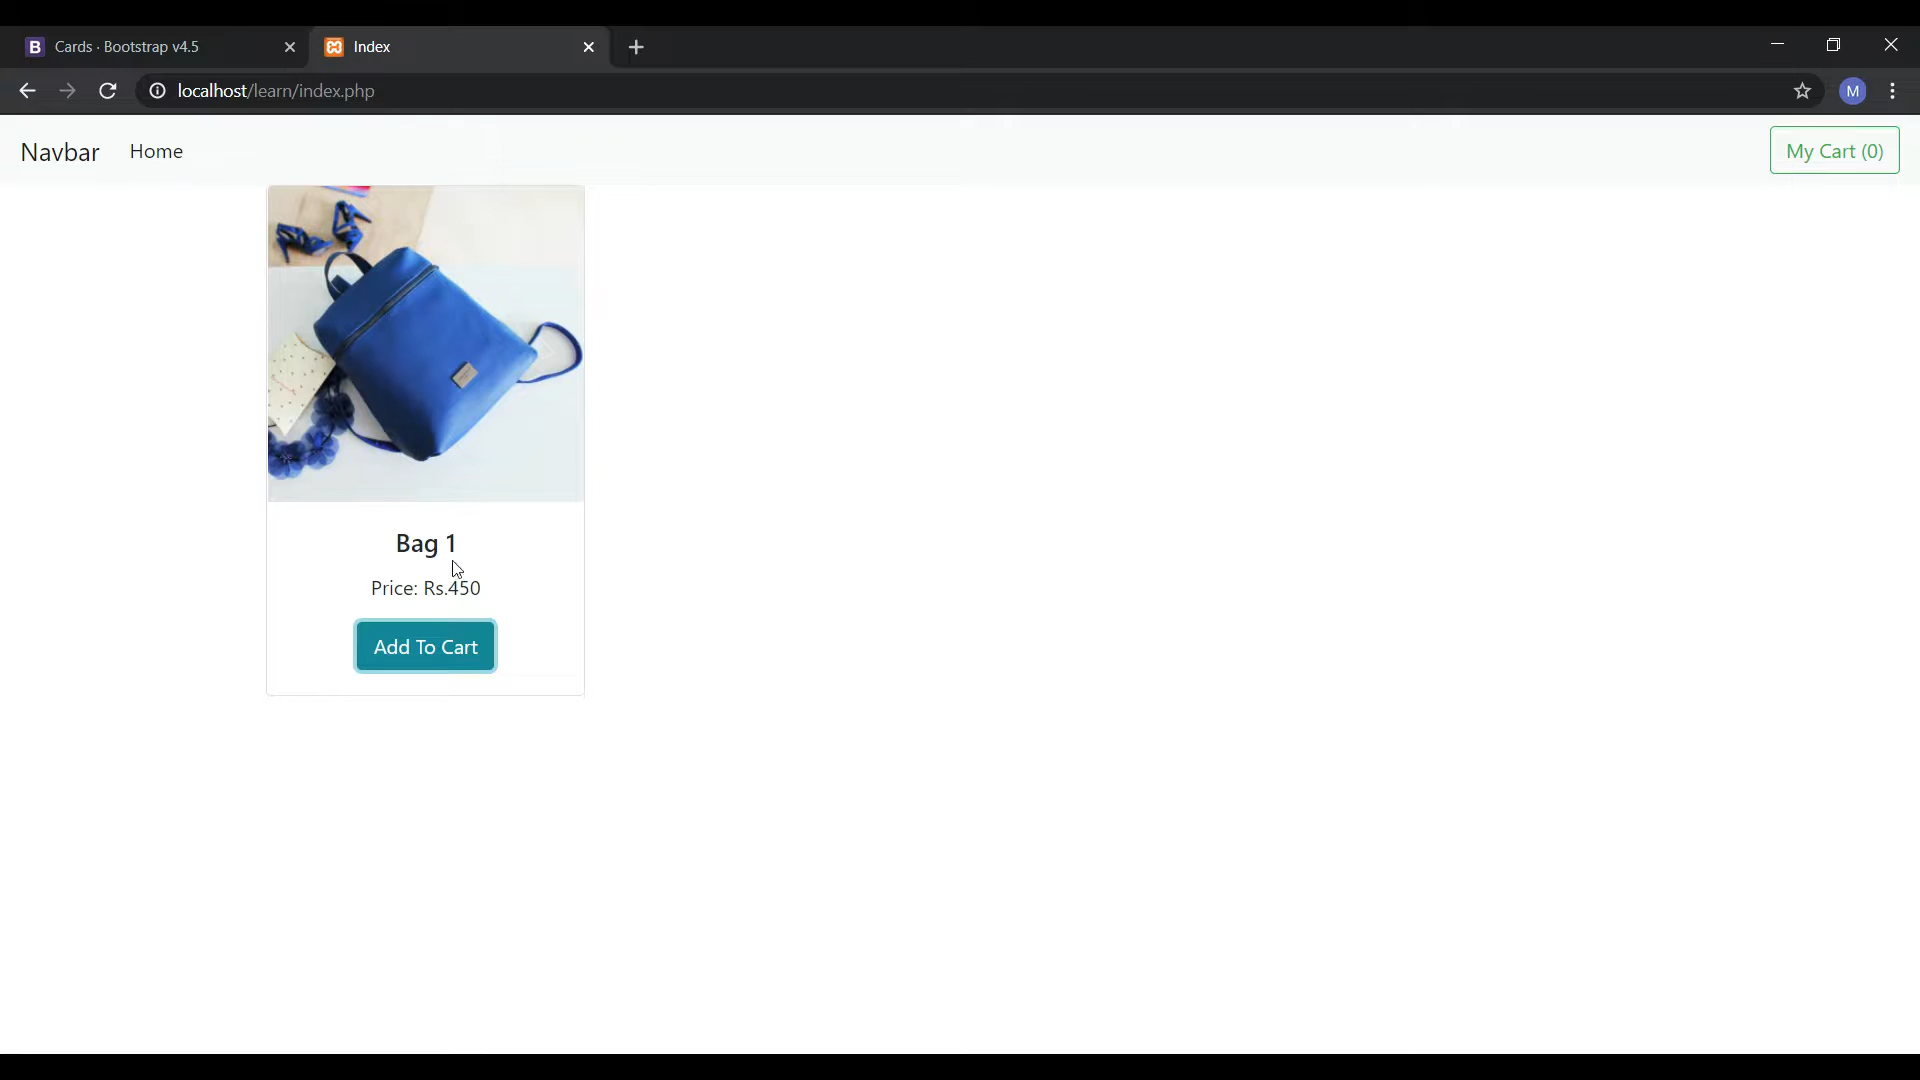 B Cards · Bootstrap v4.5
Index
localhost/learn/index.php
M
Navbar Home My Cart (0)
Bag 1
Price: Rs.450
Add To Cart